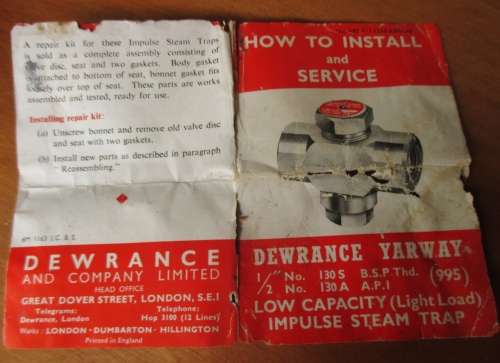 A repair kit for these Impulse Steam Traps
is sold as a complete assembly consisting of
valve disc, seat and two gaskets. Body gasket
is attached to bottom of seat, bonnet gasket fits
loosely over top of seat. These parts are works
assembled and tested, ready for use.
Installing repair kit:
(a) Unscrew bonnet and remove old valve disc
and seat with two gaskets.
(b) Install new parts as described in paragraph
"Reassembling."
DEWRANCE
AND COMPANY LIMITED
HEAD OFFICE
GREAT DOVER STREET, LONDON, S.E.I
Telegrams:
Dewrance, London
Telephone:
Hop 3100 (12 Lines)
Works: LONDON - DUMBARTON - HILLINGTON
Printed in England
HOW TO INSTALL
and
SERVICE
DEWRANCE YARWAY
1/2" No. 130S B.S.P. Thd. (995)
No. 130A A.P.I
LOW CAPACITY (Light Load)
IMPULSE STEAM TRAP